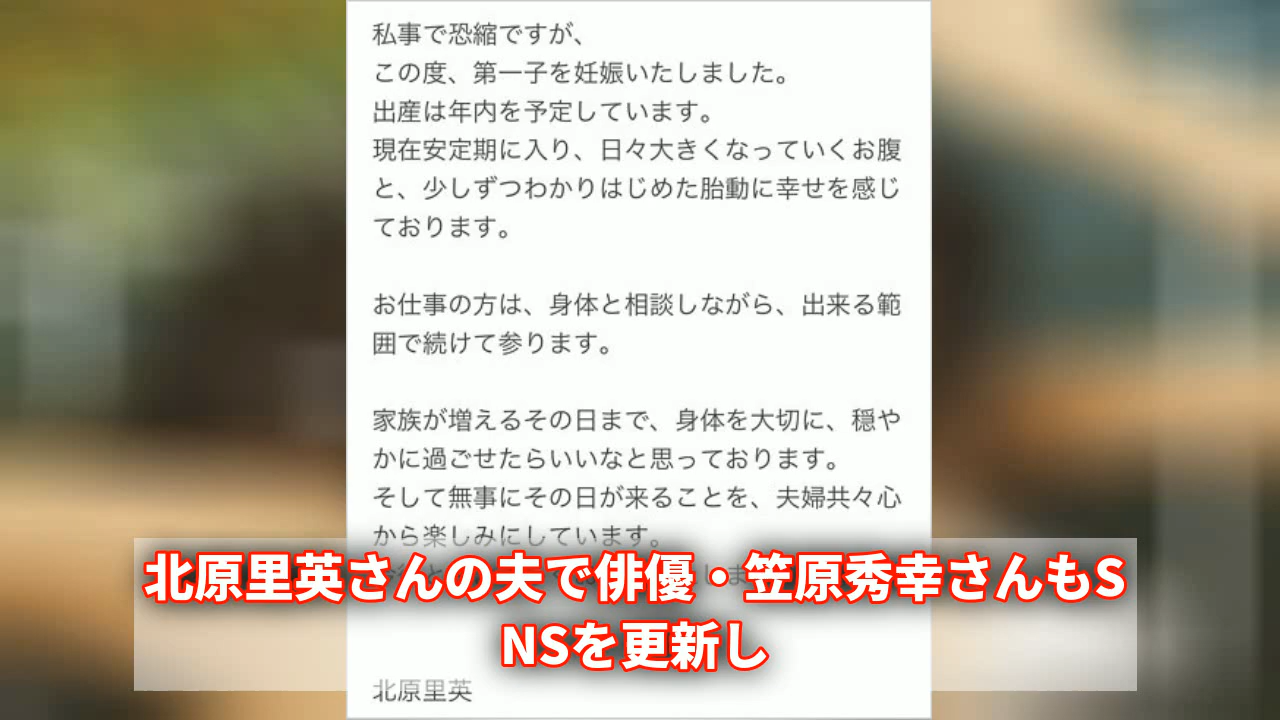 私事で恐縮ですが、
この度、第一子を妊娠いたしました。
出産は年内を予定しています。
現在安定期に入り、日々大きくなっていくお腹
と、少しずつわかりはじめた胎動に幸せを感じ
ております。
お仕事の方は、身体と相談しながら、出来る範
囲で続けて参ります。
家族が増えるその日まで、身体を大切に、穏や
かに過ごせたらいいなと思っております。
そして無事にその日が来ることを、夫婦共々心
から楽しみにしています。
北原里英さんの夫で俳優・笠原秀幸さんもS
NSを更新し
北原里英